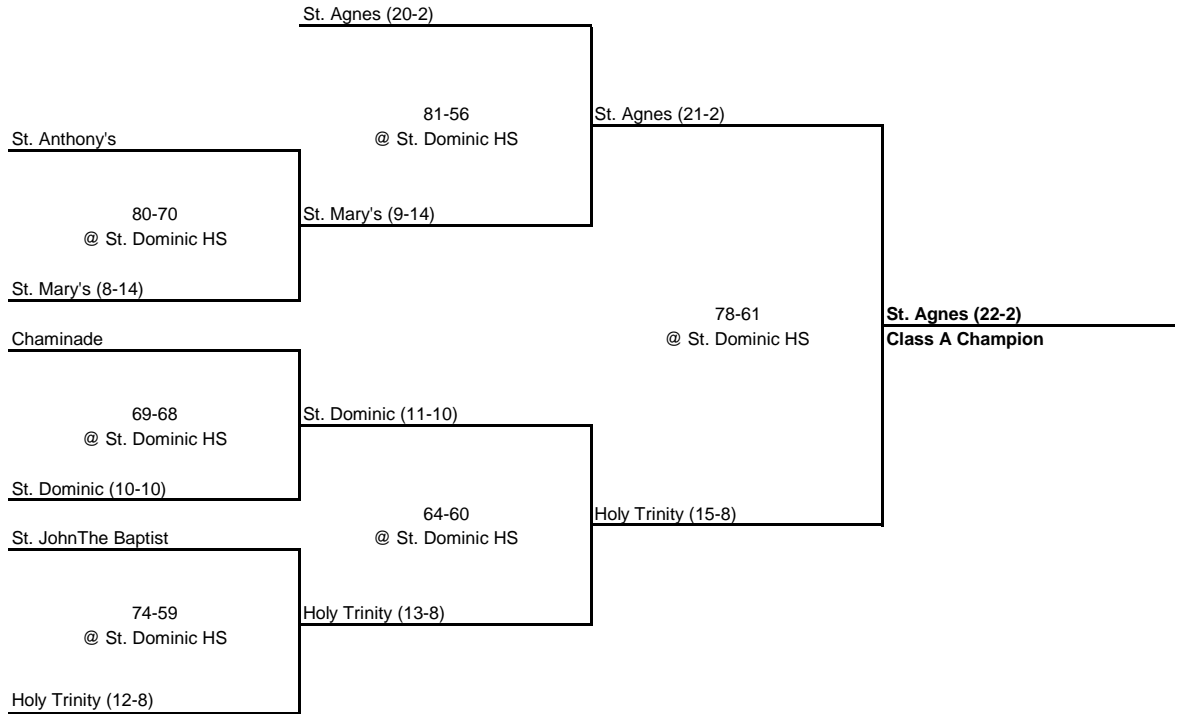 St. Agnes (20-2)
81-56
@ St. Dominic HS
St. Agnes (21-2)
St. Anthony's
80-70
@ St. Dominic HS
St. Mary's (9-14)
St. Mary's (8-14)
78-61
@ St. Dominic HS
St. Agnes (22-2)
Class A Champion
Chaminade
69-68
@ St. Dominic HS
St. Dominic (11-10)
St. Dominic (10-10)
64-60
@ St. Dominic HS
Holy Trinity (15-8)
St. JohnThe Baptist
74-59
@ St. Dominic HS
Holy Trinity (13-8)
Holy Trinity (12-8)